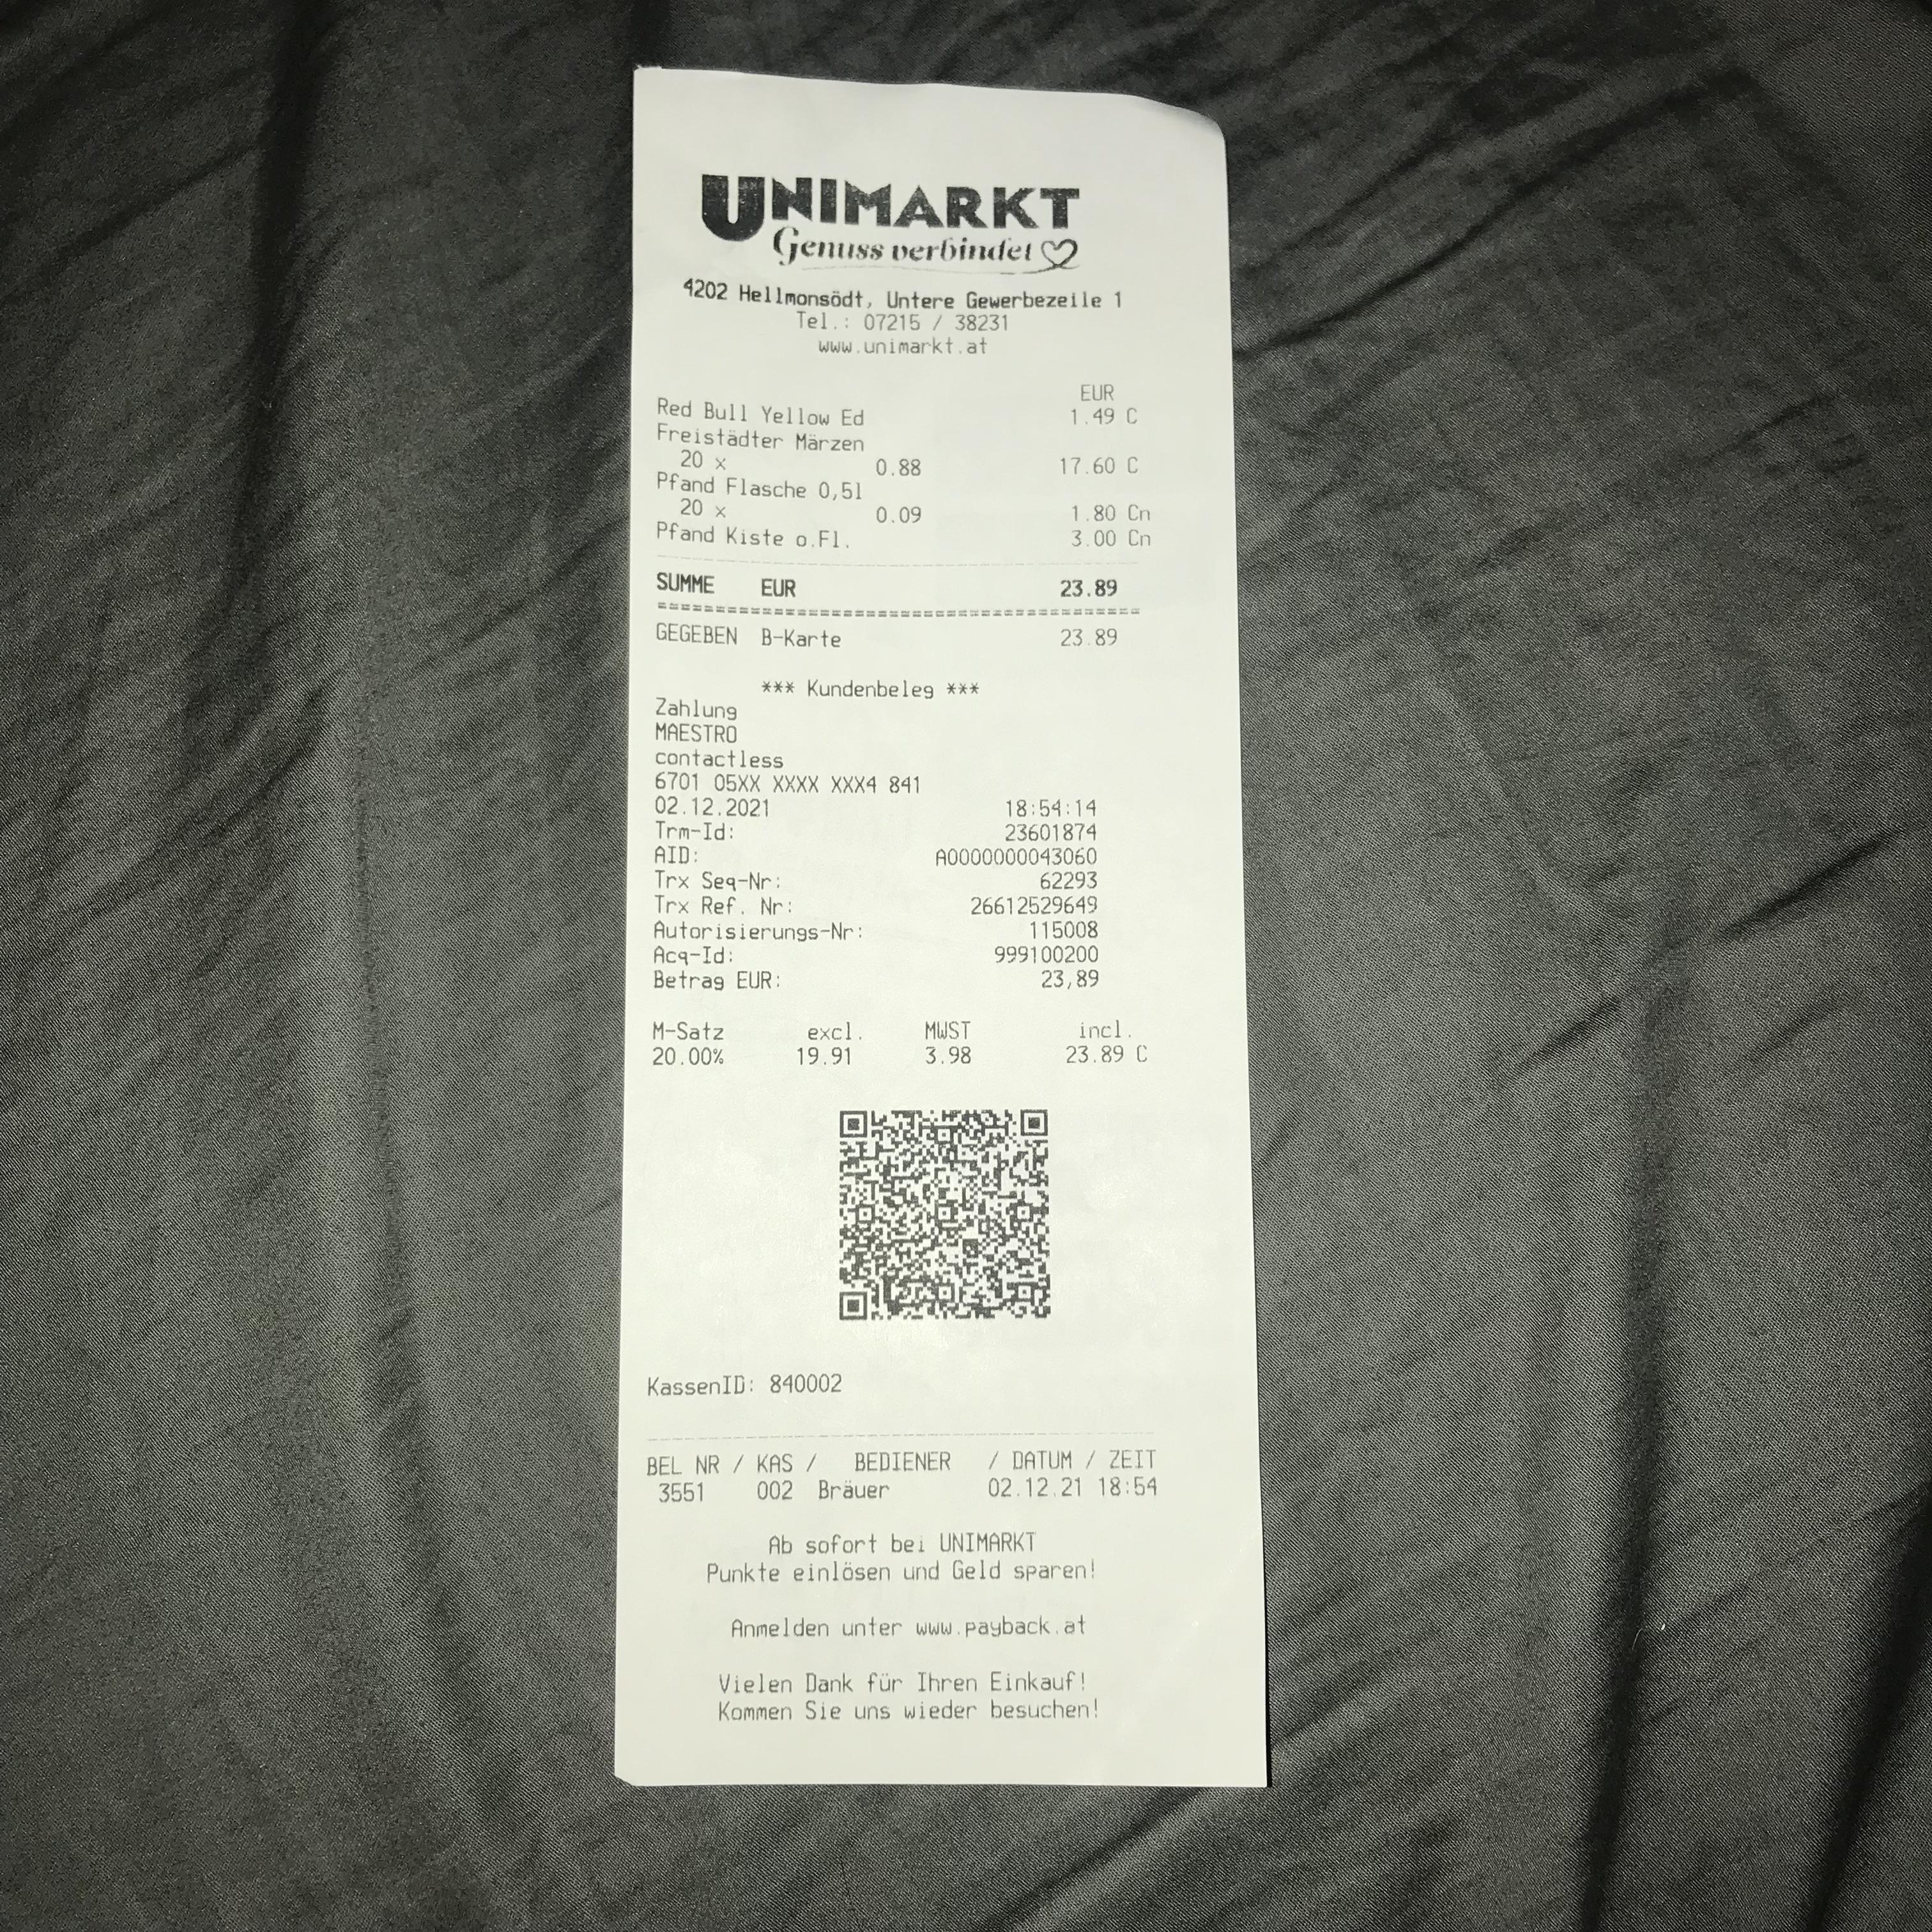 UNIMARKT
Genuss verbindet
4202 Hellmonsödt, Untere Gewerbezeile 1
Tel.: 07215 / 38231
www.unimarkt.at
EUR
Red Bull Yellow Ed 1.49 C
Freistädter Märzen
20 x 0.88 17.60 C
Pfand Flasche 0,5l
20 x 0.09 1.80 Cn
Pfand Kiste o.Fl. 3.00 Cn
SUMME EUR 23.89
=========================================
GEGEBEN B-Karte 23.89
*** Kundenbeleg ***
Zahlung
MAESTRO
contactless
6701 05XX XXXX XXX4 841
02.12.2021 18:54:14
Trm-Id: 23601874
AID: A0000000043060
Trx Seq-Nr: 62293
Trx Ref. Nr: 26612529649
Autorisierungs-Nr: 115008
Acq-Id: 999100200
Betrag EUR: 23,89
M-Satz excl. MWST incl.
20.00% 19.91 3.98 23.89 C
KassenID: 840002
BEL NR / KAS / BEDIENER / DATUM / ZEIT
3551 002 Bräuer 02.12.21 18:54
Ab sofort bei UNIMARKT
Punkte einlösen und Geld sparen!
Anmelden unter www.payback.at
Vielen Dank für Ihren Einkauf!
Kommen Sie uns wieder besuchen!